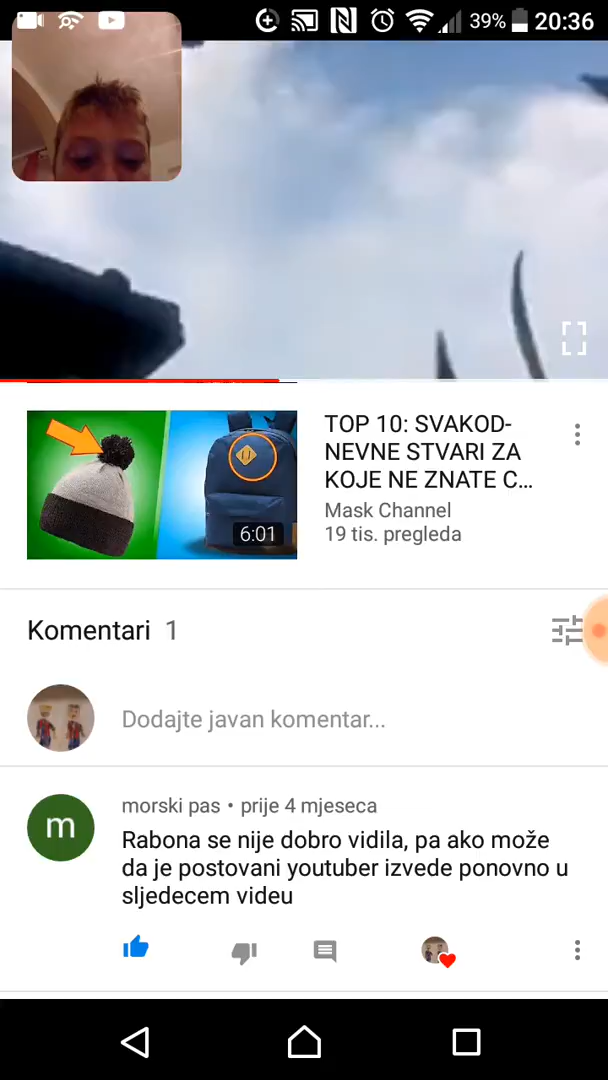 39% 20:36
TOP 10: SVAKOD-
NEVNE STVARI ZA
KOJE NE ZNATE C...
Mask Channel
19 tis. pregleda
6:01
Komentari 1
Dodajte javan komentar...
m
morski pas • prije 4 mjeseca
Rabona se nije dobro vidila, pa ako može
da je postovani youtuber izvede ponovno u
sljedecem videu